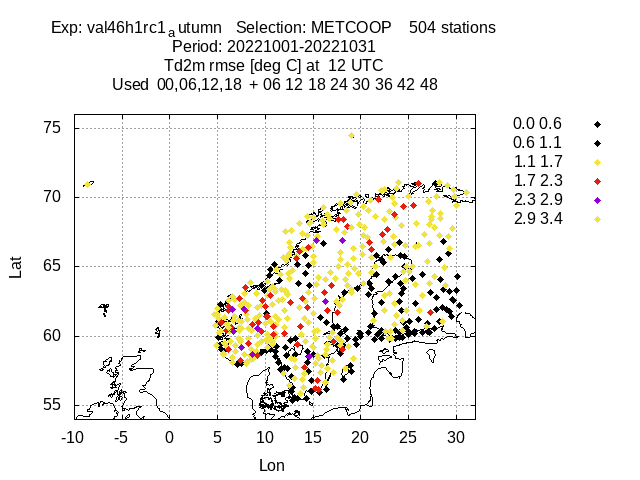 Exp: val46h1rc1autumn Selection: METCOOP 504 stations
Period: 20221001-20221031
Td2m rmse [deg C] at 12 UTC
Used 00,06,12,18 + 06 12 18 24 30 36 42 48
75
70
65
60
55
Lat
-10 -5 0 5 10 15 20 25 30
Lon
0.0 0.6
0.6 1.1
1.1 1.7
1.7 2.3
2.3 2.9
2.9 3.4